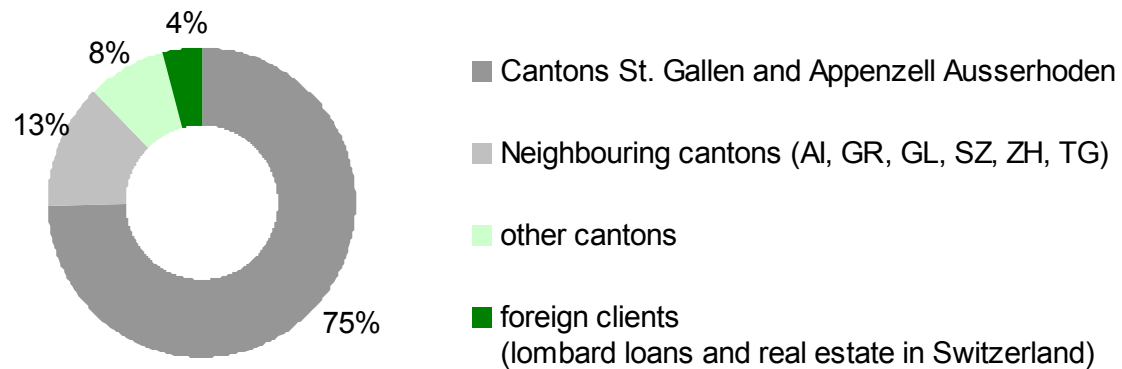 4%
8%
13%
75%
Cantons St. Gallen and Appenzell Ausserhoden
Neighbouring cantons (AI, GR, GL, SZ, ZH, TG)
other cantons
foreign clients
(lombard loans and real estate in Switzerland)